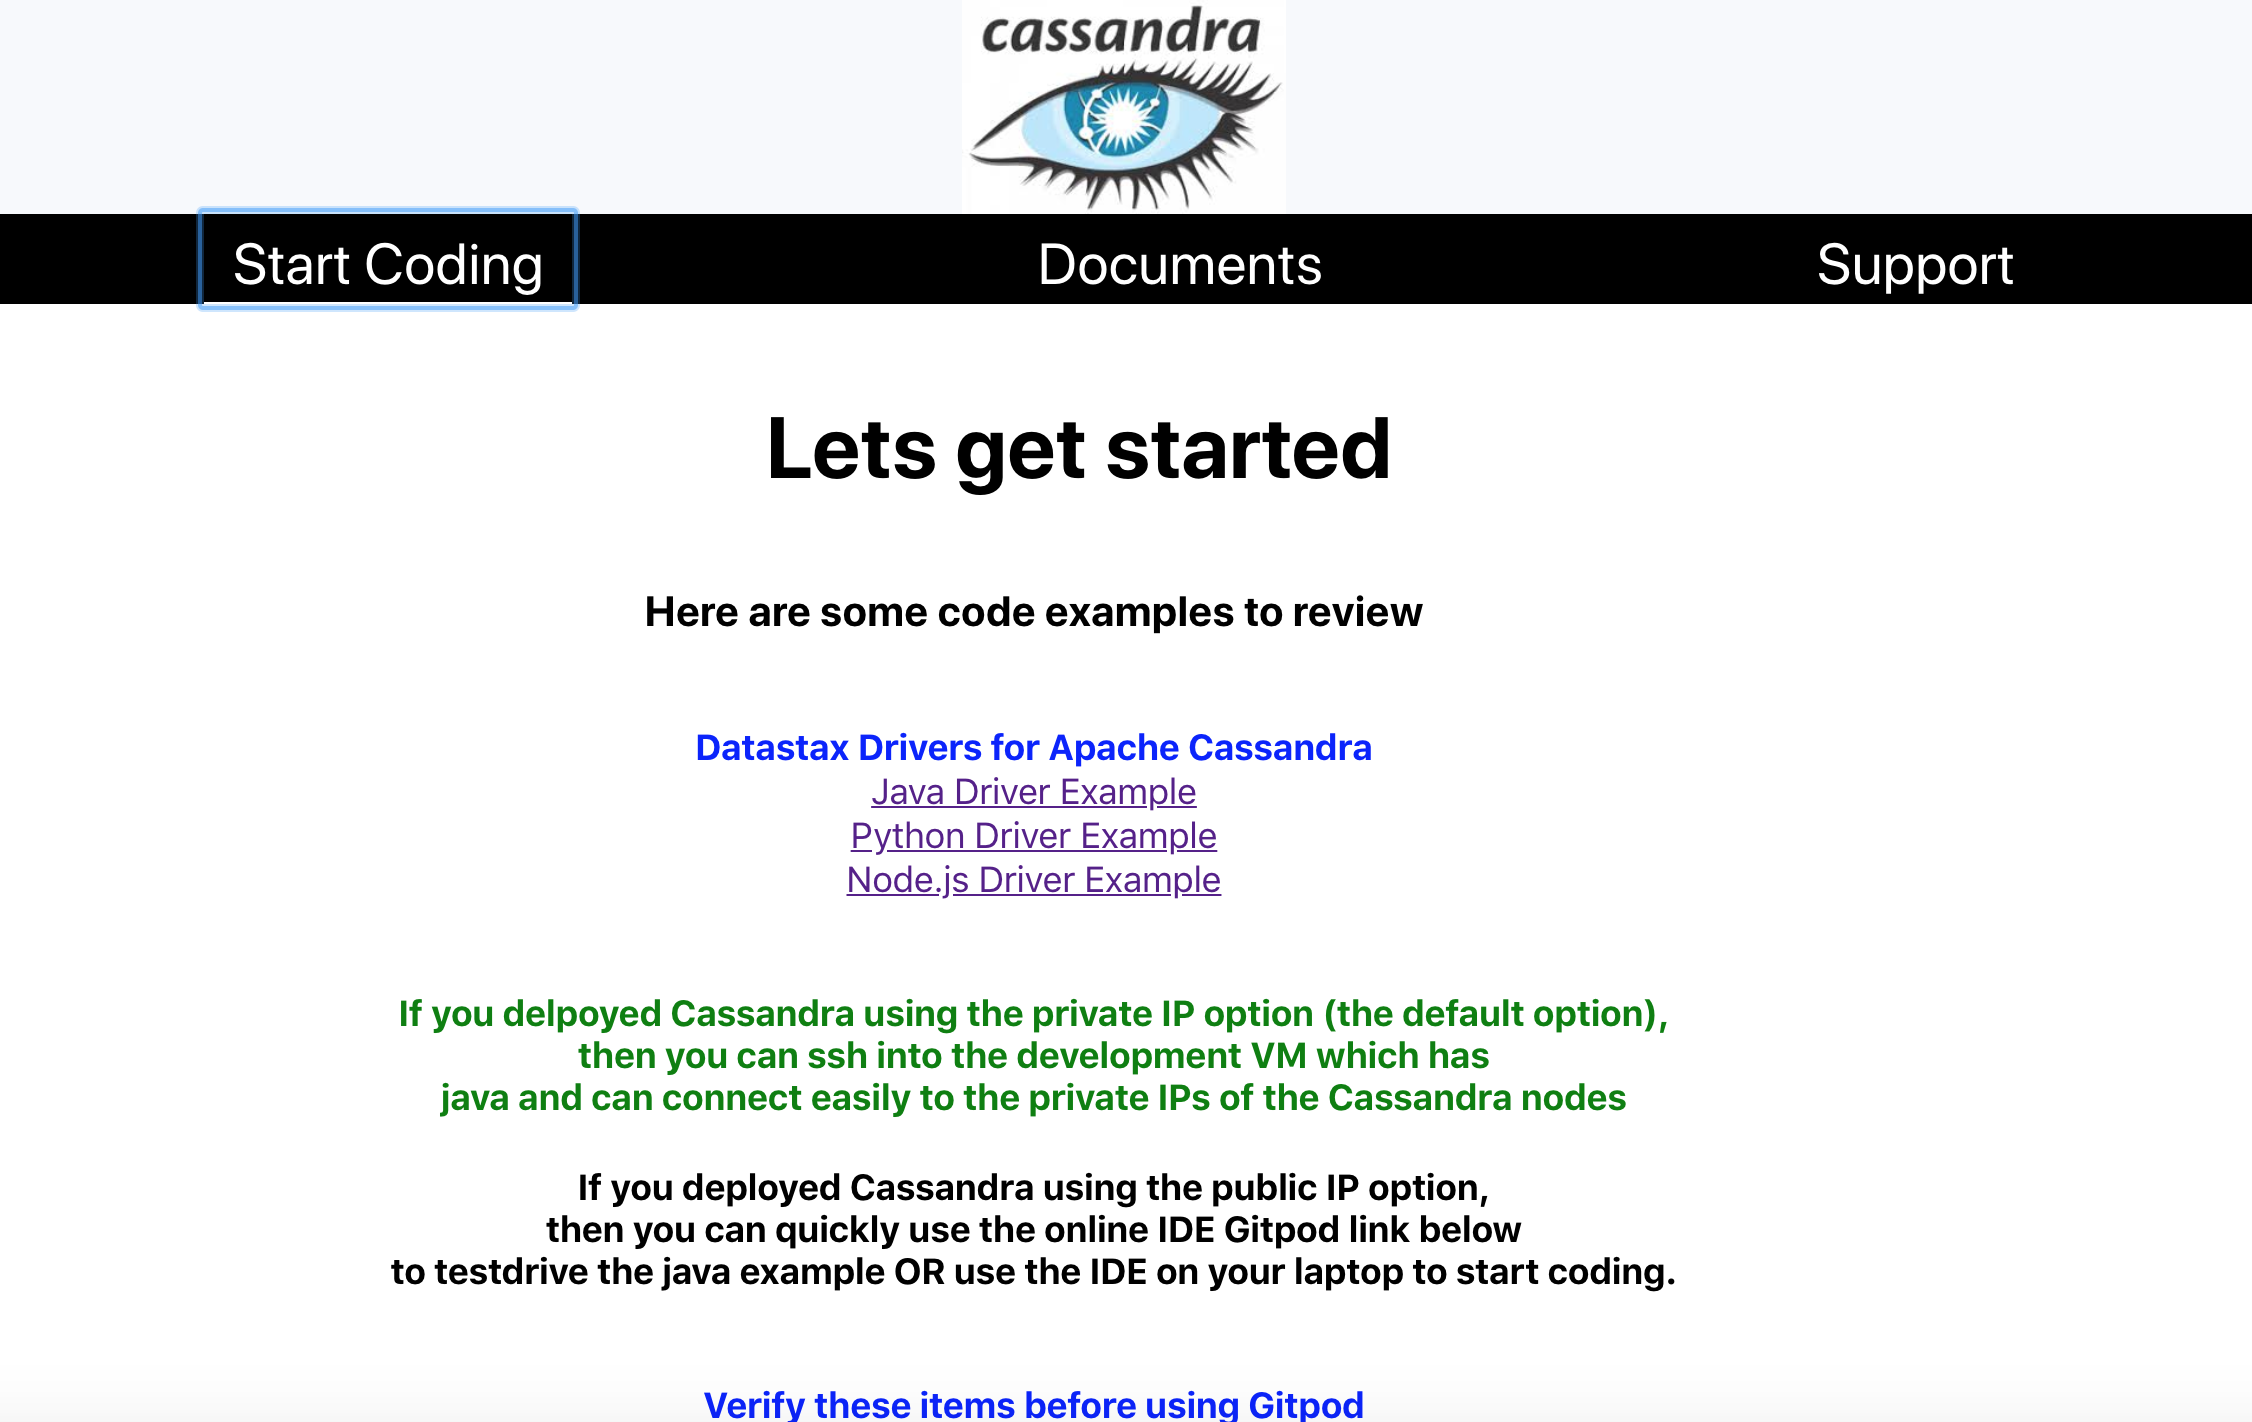 cassandra
Start Coding
Documents
Support
Lets get started
Here are some code examples to review
Datastax Drivers for Apache Cassandra
Java Driver Example
Python Driver Example
Node.js Driver Example
If you delpoyed Cassandra using the private IP option (the default option),
then you can ssh into the development VM which has
java and can connect easily to the private IPs of the Cassandra nodes
If you deployed Cassandra using the public IP option,
then you can quickly use the online IDE Gitpod link below
to testdrive the java example OR use the IDE on your laptop to start coding.
Verify these items before using Gitpod